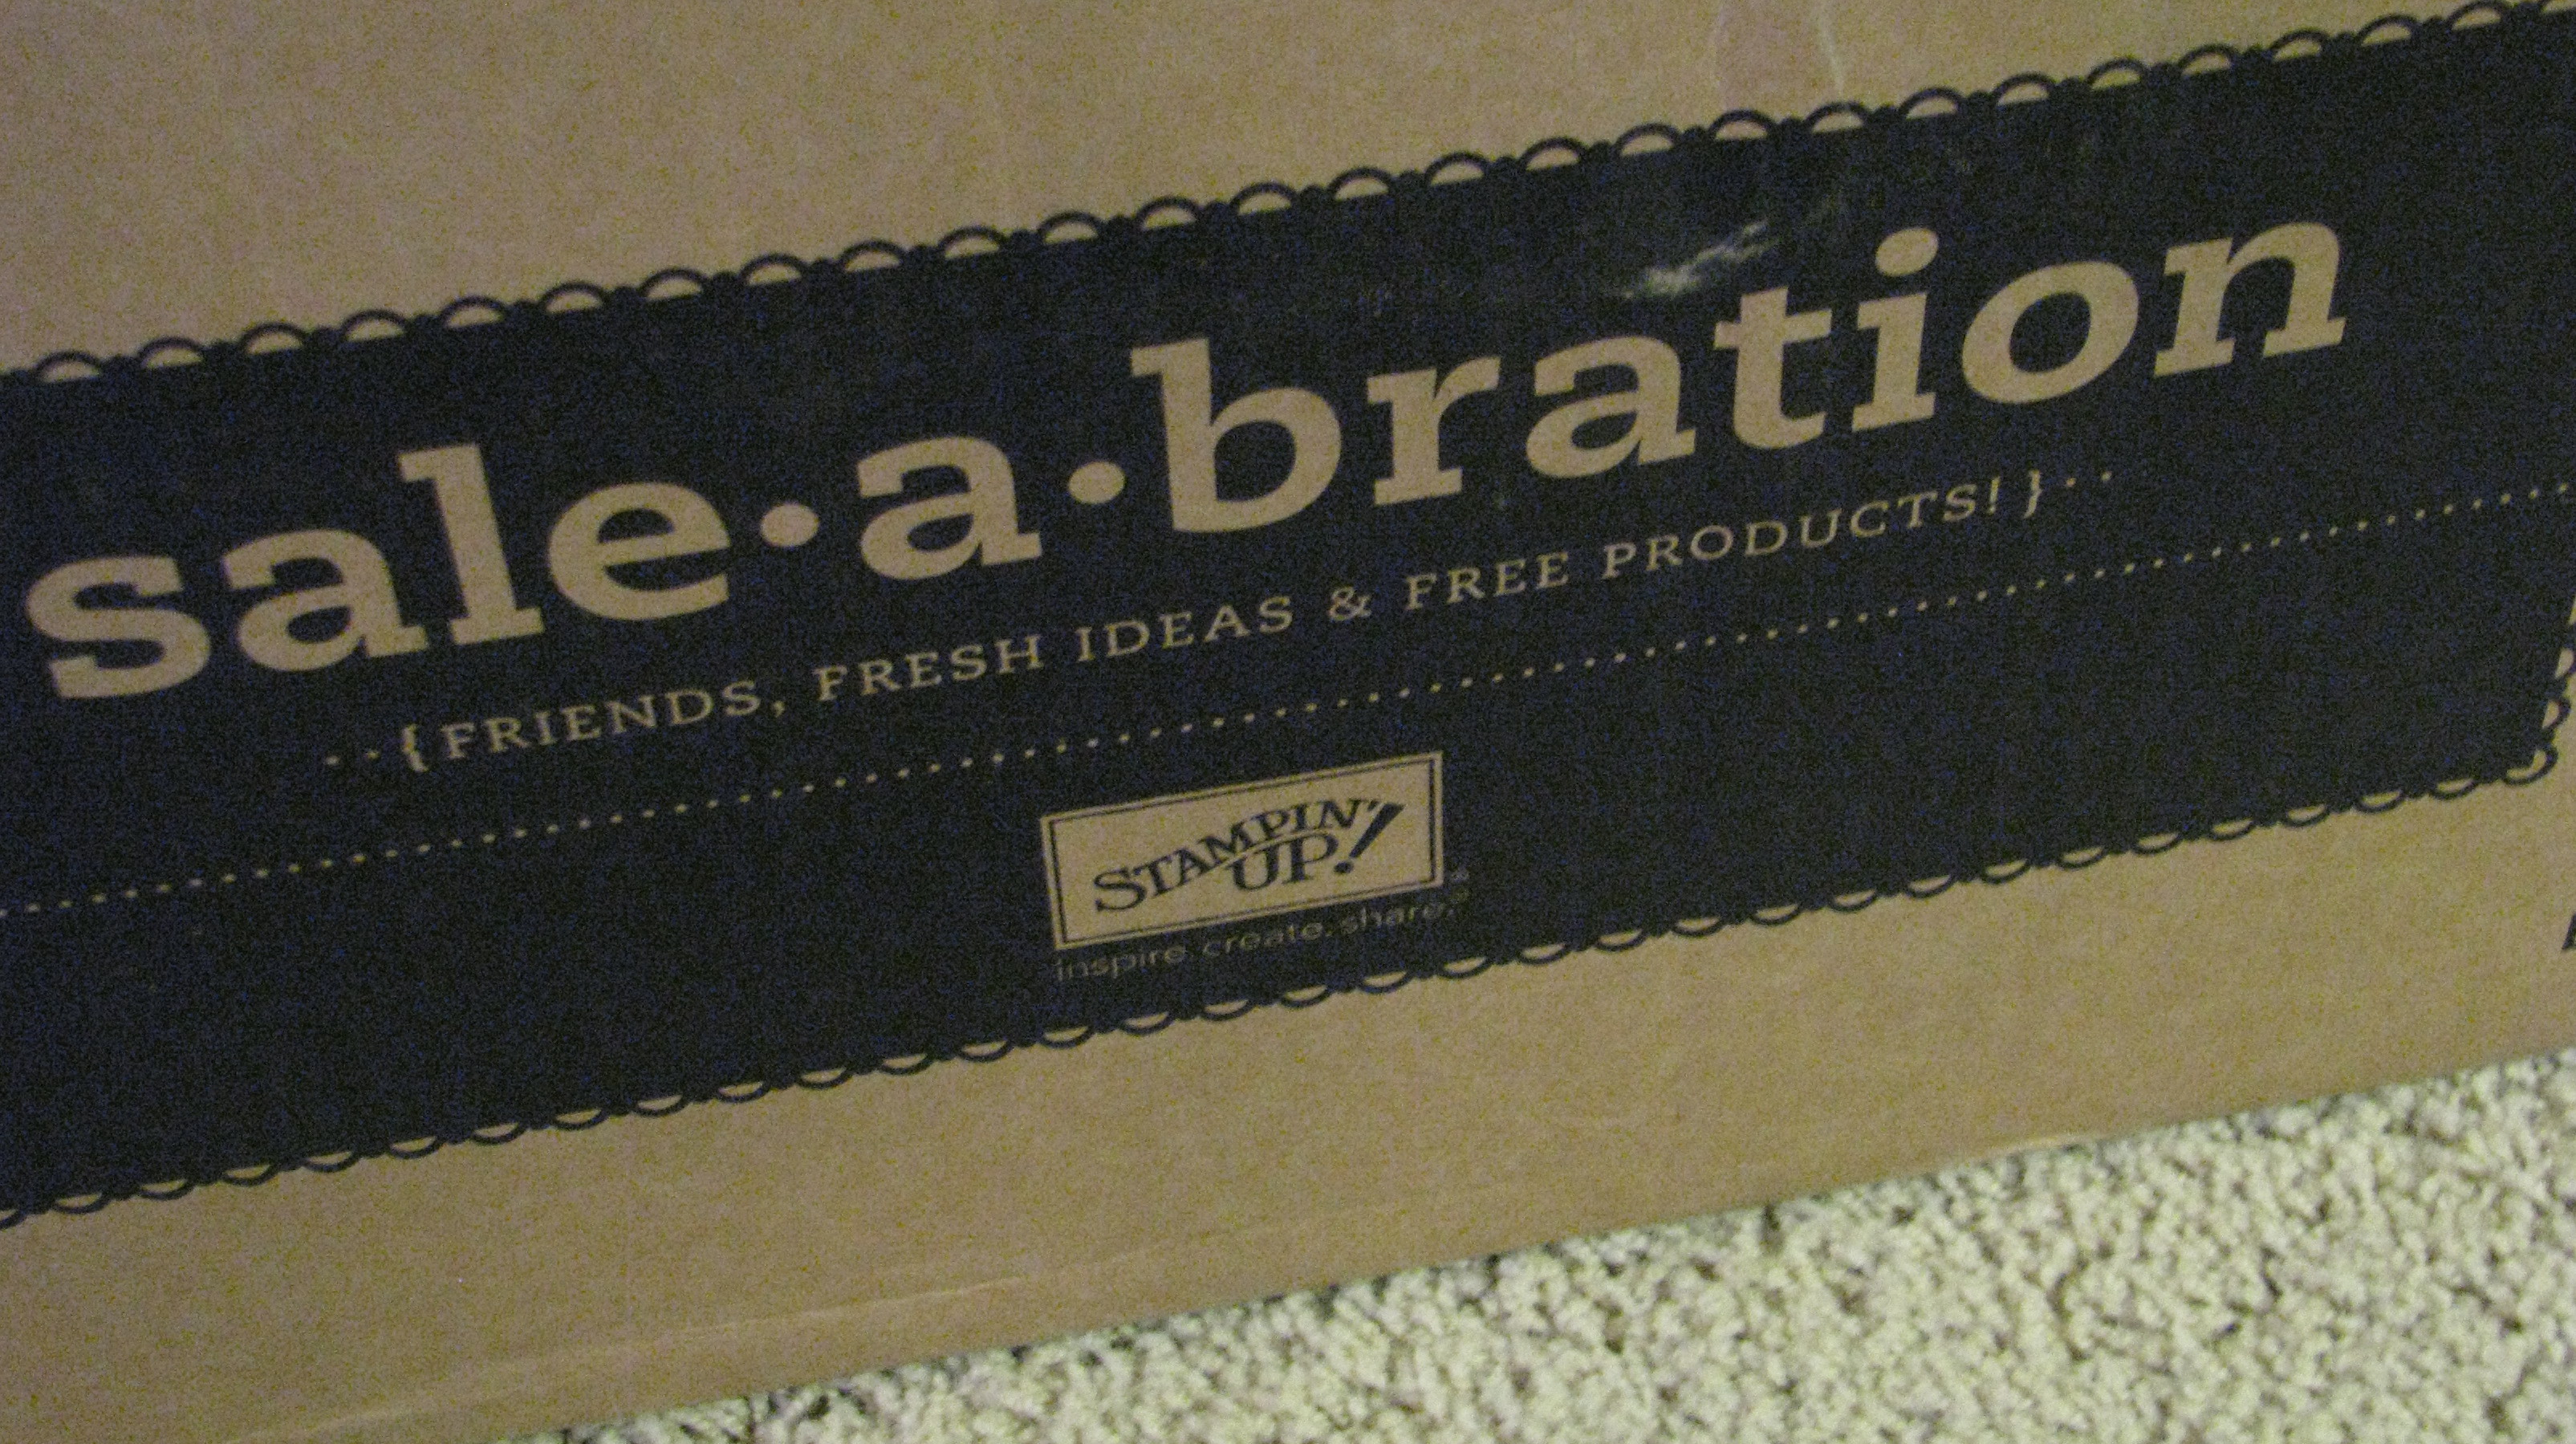 sale•a•bration
··{FRIENDS, FRESH IDEAS & FREE PRODUCTS!}··
STAMPIN'
UP!
inspire.create.share.®